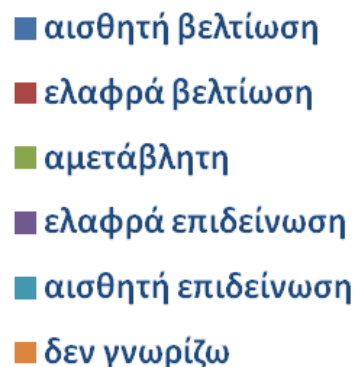 αισθητή βελτίωση
ελαφρά βελτίωση
αμετάβλητη
ελαφρά επιδείνωση
αισθητή επιδείνωση
δεν γνωρίζω